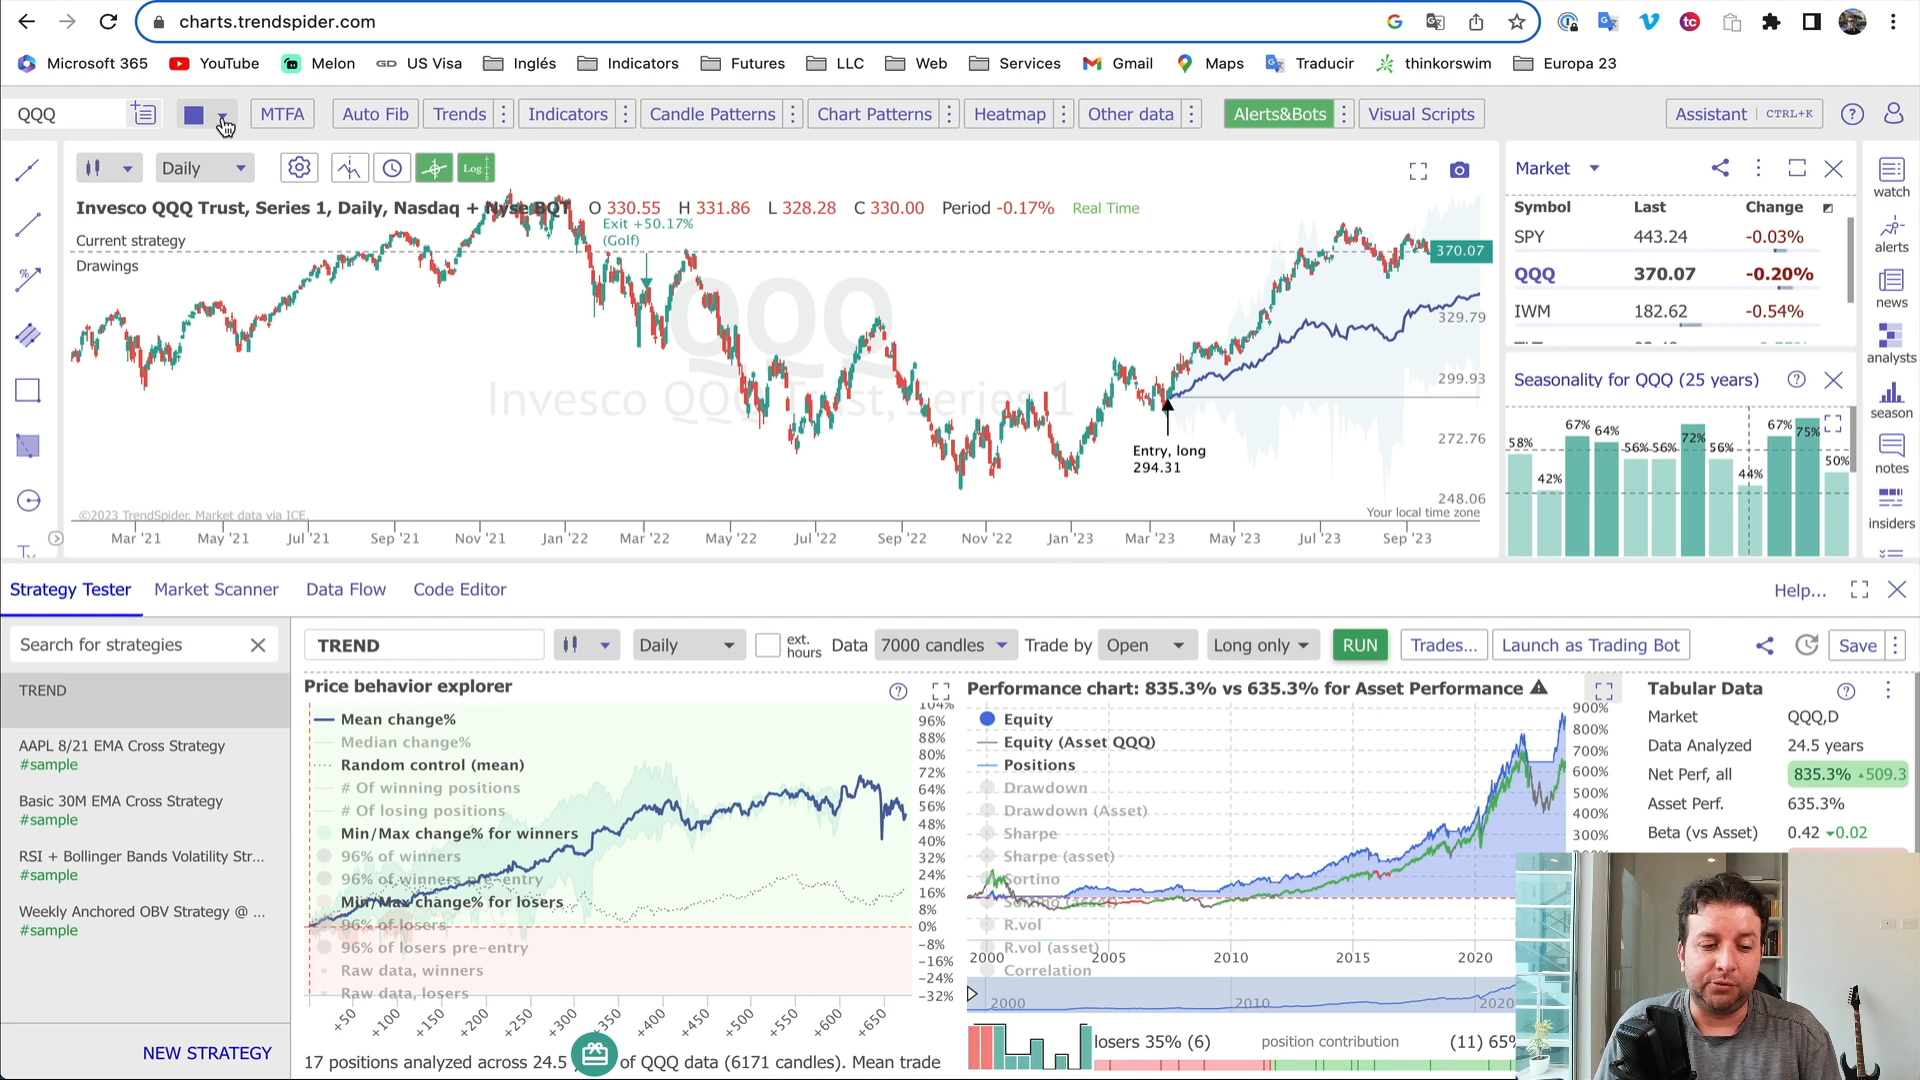 charts.trendspider.com
Microsoft 365 YouTube Melon GD US Visa Inglés Indicators Futures LLC Web Services Gmail Maps Traducir thinkorswim Europa 23
QQQ MTFA Auto Fib Trends Indicators Candle Patterns Chart Patterns Heatmap Other data Alerts&Bots Visual Scripts Assistant CTRL+K
Daily Log
Invesco QQQ Trust, Series 1, Daily, Nasdaq + Nyse BQT O 330.55 H 331.86 L 328.28 C 330.00 Period -0.17% Real Time
Exit +50.17%
(Golf)
Current strategy
Drawings
370.07
QQQ
Invesco QQQ Trust, Series 1
329.79
299.93
272.76
248.06
Entry, long
294.31
©2023 TrendSpider. Market data via ICE.
Your local time zone
Mar '21 May '21 Jul '21 Sep '21 Nov '21 Jan '22 Mar '22 May '22 Jul '22 Sep '22 Nov '22 Jan '23 Mar '23 May '23 Jul '23 Sep '23
Market
Symbol Last Change
SPY 443.24 -0.03%
QQQ 370.07 -0.20%
IWM 182.62 -0.54%
Seasonality for QQQ (25 years)
58% 42% 67% 64% 56% 56% 72% 56% 44% 67% 75% 50%
watch
alerts
news
analysts
season
notes
insiders
Strategy Tester Market Scanner Data Flow Code Editor Help...
Search for strategies
TREND
AAPL 8/21 EMA Cross Strategy
#sample
Basic 30M EMA Cross Strategy
#sample
RSI + Bollinger Bands Volatility Str...
#sample
Weekly Anchored OBV Strategy @ ...
#sample
NEW STRATEGY
TREND Daily ext. hours Data 7000 candles Trade by Open Long only RUN Trades... Launch as Trading Bot Save
Price behavior explorer
Mean change%
Median change%
Random control (mean)
# Of winning positions
# Of losing positions
Min/Max change% for winners
96% of winners
96% of winners pre-entry
Min/Max change% for losers
96% of losers
96% of losers pre-entry
Raw data, winners
Raw data, losers
104%
96%
88%
80%
72%
64%
56%
48%
40%
32%
24%
16%
8%
0%
-8%
-16%
-24%
-32%
+50 +100 +150 +200 +250 +300 +350 +400 +450 +500 +550 +600 +650
17 positions analyzed across 24.5 of QQQ data (6171 candles). Mean trade
Performance chart: 835.3% vs 635.3% for Asset Performance
Equity
Equity (Asset QQQ)
Positions
Drawdown
Drawdown (Asset)
Sharpe
Sharpe (asset)
Sortino
Sortino (asset)
R.vol
R.vol (asset)
Correlation
900%
800%
700%
600%
500%
400%
300%
2000 2005 2010 2015 2020
2000 2010 2020
losers 35% (6) position contribution (11) 65%
Tabular Data
Market QQQ,D
Data Analyzed 24.5 years
Net Perf, all 835.3% 509.3
Asset Perf. 635.3%
Beta (vs Asset) 0.42 0.02